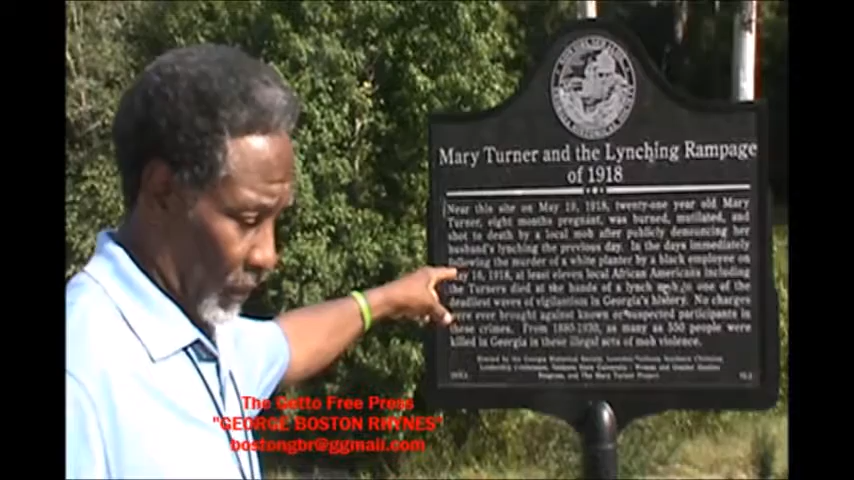 Mary Turner and the Lynching Rampage
of 1918
Near this site on May 19, 1918, twenty-one year old Mary
Turner, eight months pregnant, was burned, mutilated, and
shot to death by a local mob after publicly denouncing her
husband's lynching the previous day. In the days immediately
following the murder of a white planter by a black employee on
May 16, 1918, at least eleven local African Americans including
the Turners died at the hands of a lynch mob in one of the
deadliest waves of vigilantism in Georgia's history. No charges
were ever brought against known or suspected participants in
these crimes. From 1880-1930, as many as 550 people were
killed in Georgia in these illegal acts of mob violence.
Erected by the Georgia Historical Society,
The Getto Free Press
"GEORGE BOSTON RHYNES"
bostongbr@ggmail.com